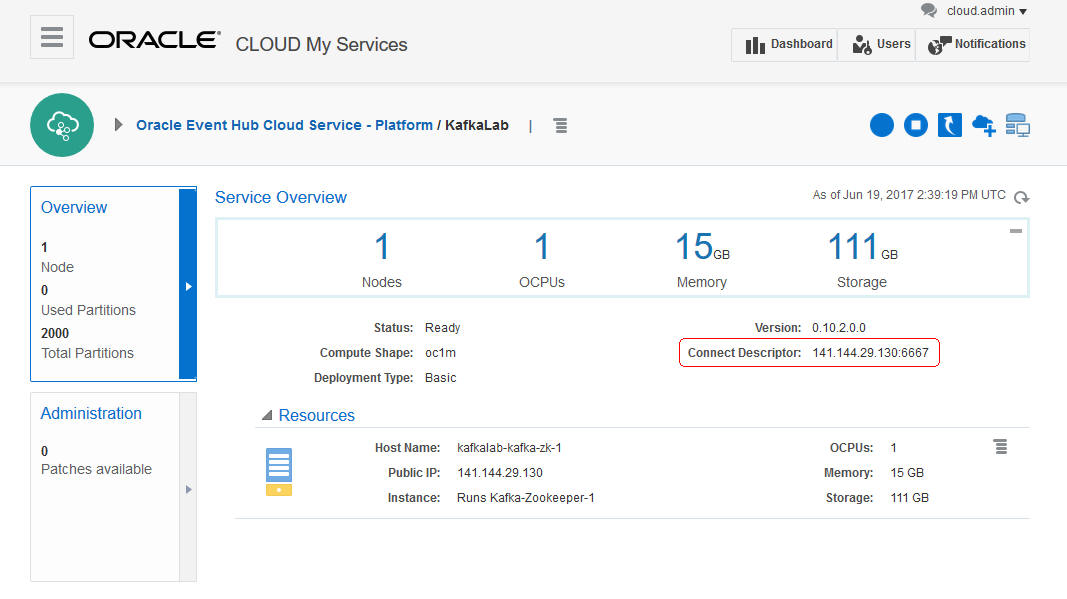 cloud.admin
ORACLE CLOUD My Services
Dashboard Users Notifications
Oracle Event Hub Cloud Service - Platform / KafkaLab |
Overview
1
Node
0
Used Partitions
2000
Total Partitions
Administration
0
Patches available
Service Overview
As of Jun 19, 2017 2:39:19 PM UTC
1 1 15 GB 111 GB
Nodes OCPUs Memory Storage
Status: Ready Version: 0.10.2.0.0
Compute Shape: oc1m Connect Descriptor: 141.144.29.130:6667
Deployment Type: Basic
Resources
Host Name: kafkalab-kafka-zk-1 OCPUs: 1
Public IP: 141.144.29.130 Memory: 15 GB
Instance: Runs Kafka-Zookeeper-1 Storage: 111 GB